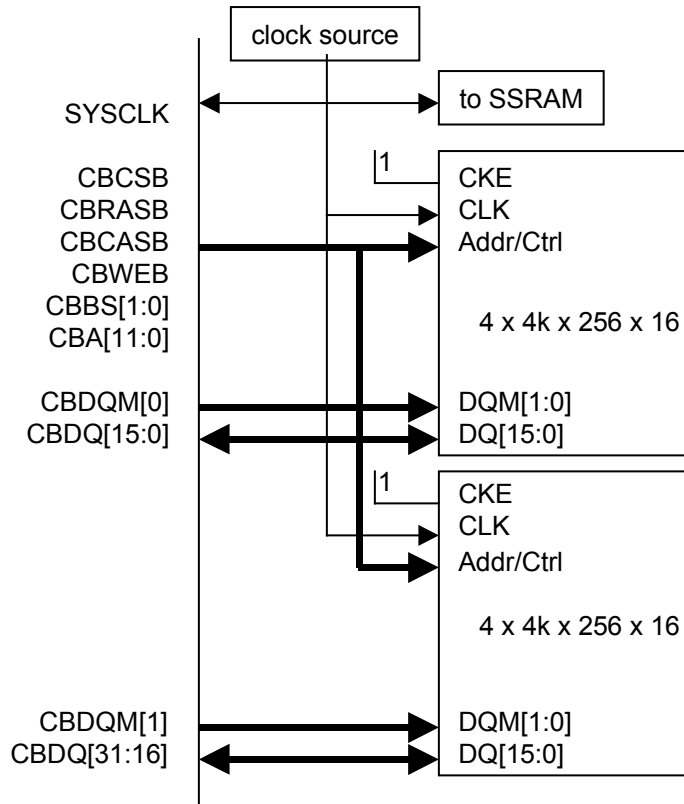 clock source
SYSCLK
to SSRAM
CBCSB
1
CKE
CBRASB
CLK
CBCASB
Addr/Ctrl
CBWEB
CBBS[1:0]
4 x 4k x 256 x 16
CBA[11:0]
CBDQM[0]
DQM[1:0]
CBDQ[15:0]
DQ[15:0]
1
CKE
CLK
Addr/Ctrl
4 x 4k x 256 x 16
CBDQM[1]
DQM[1:0]
CBDQ[31:16]
DQ[15:0]